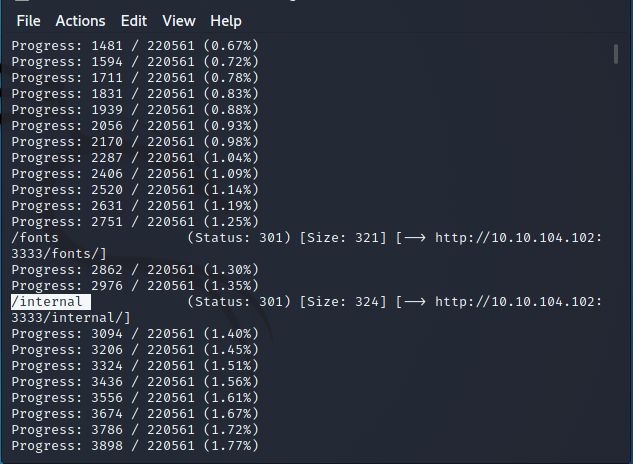 File Actions Edit View Help
Progress: 1481 / 220561 (0.67%)
Progress: 1594 / 220561 (0.72%)
Progress: 1711 / 220561 (0.78%)
Progress: 1831 / 220561 (0.83%)
Progress: 1939 / 220561 (0.88%)
Progress: 2056 / 220561 (0.93%)
Progress: 2170 / 220561 (0.98%)
Progress: 2287 / 220561 (1.04%)
Progress: 2406 / 220561 (1.09%)
Progress: 2520 / 220561 (1.14%)
Progress: 2631 / 220561 (1.19%)
Progress: 2751 / 220561 (1.25%)
/fonts (Status: 301) [Size: 321] [--> http://10.10.104.102:
3333/fonts/]
Progress: 2862 / 220561 (1.30%)
Progress: 2976 / 220561 (1.35%)
/internal (Status: 301) [Size: 324] [--> http://10.10.104.102:
3333/internal/]
Progress: 3094 / 220561 (1.40%)
Progress: 3206 / 220561 (1.45%)
Progress: 3324 / 220561 (1.51%)
Progress: 3436 / 220561 (1.56%)
Progress: 3556 / 220561 (1.61%)
Progress: 3674 / 220561 (1.67%)
Progress: 3786 / 220561 (1.72%)
Progress: 3898 / 220561 (1.77%)